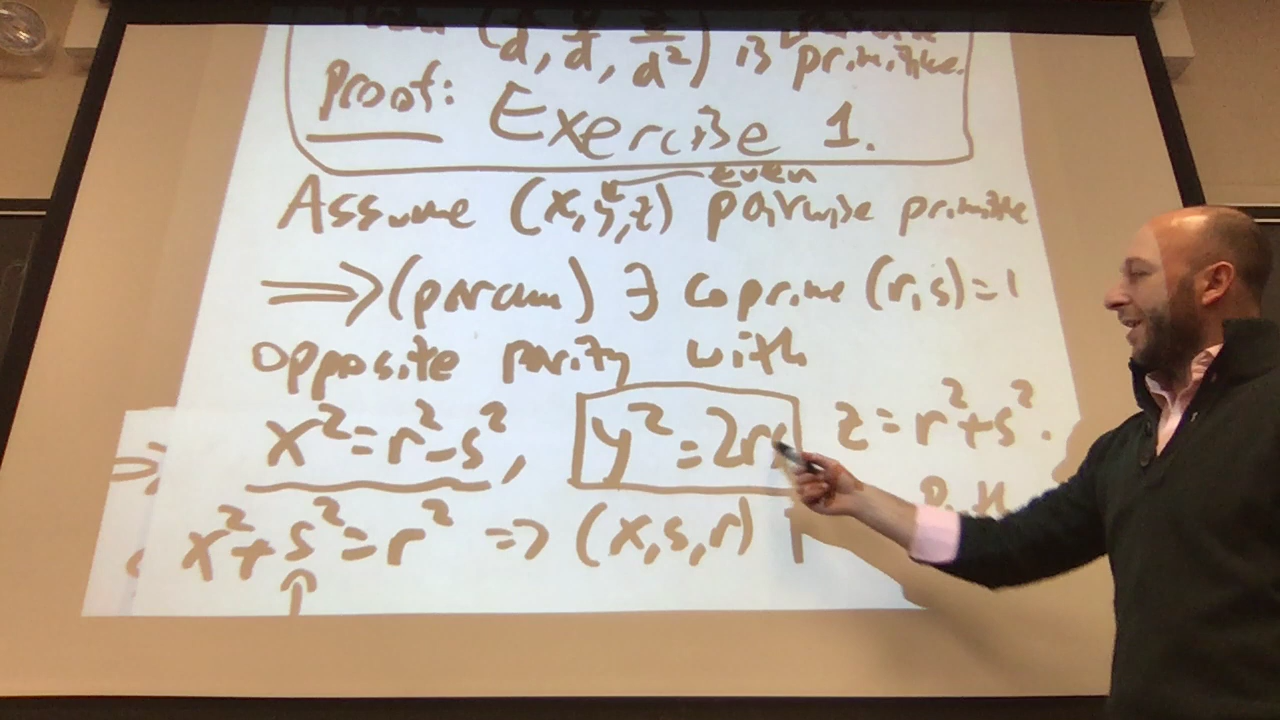 (x/d, y/d, z/d²) is pairwise primitive.
Proof: Exercise 1.
even
Assume (x,y,z) pairwise primitive
=> (param) ∃ coprime (r,s)=1
opposite parity with
x²=r²-s², y²=2rs z=r²+s².
x²+s²=r² => (x,s,r) P
↑